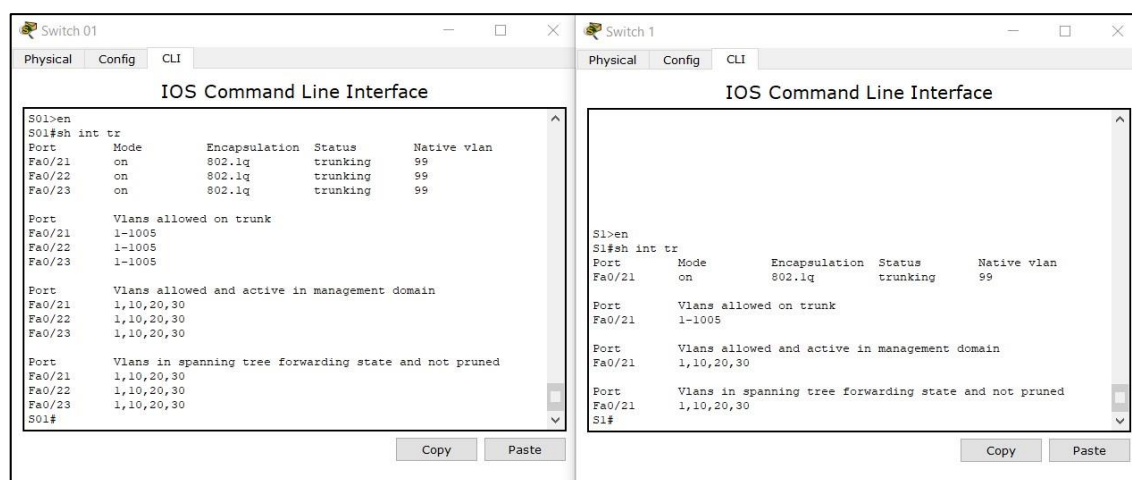 Switch 01
Physical Config CLI
IOS Command Line Interface
S01>en
S01#sh int tr
Port Mode Encapsulation Status Native vlan
Fa0/21 on 802.1q trunking 99
Fa0/22 on 802.1q trunking 99
Fa0/23 on 802.1q trunking 99
Port Vlans allowed on trunk
Fa0/21 1-1005
Fa0/22 1-1005
Fa0/23 1-1005
Port Vlans allowed and active in management domain
Fa0/21 1,10,20,30
Fa0/22 1,10,20,30
Fa0/23 1,10,20,30
Port Vlans in spanning tree forwarding state and not pruned
Fa0/21 1,10,20,30
Fa0/22 1,10,20,30
Fa0/23 1,10,20,30
S01#
Copy Paste
Switch 1
Physical Config CLI
IOS Command Line Interface
S1>en
S1#sh int tr
Port Mode Encapsulation Status Native vlan
Fa0/21 on 802.1q trunking 99
Port Vlans allowed on trunk
Fa0/21 1-1005
Port Vlans allowed and active in management domain
Fa0/21 1,10,20,30
Port Vlans in spanning tree forwarding state and not pruned
Fa0/21 1,10,20,30
S1#
Copy Paste